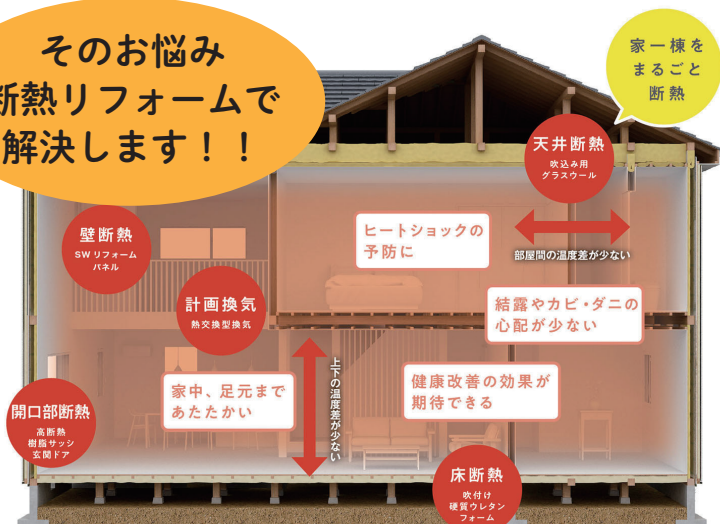 そのお悩み
断熱リフォームで
解決します！！
家一棟を
まるごと
断熱
天井断熱
吹込み用
グラスウール
壁断熱
SWリフォーム
パネル
ヒートショックの
予防に
部屋間の温度差が少ない
計画換気
熱交換型換気
結露やカビ・ダニの
心配が少ない
家中、足元まで
あたたかい
上下の温度差が少ない
健康改善の効果が
期待できる
開口部断熱
高断熱
樹脂サッシ
玄関ドア
床断熱
吹付け
硬質ウレタン
フォーム